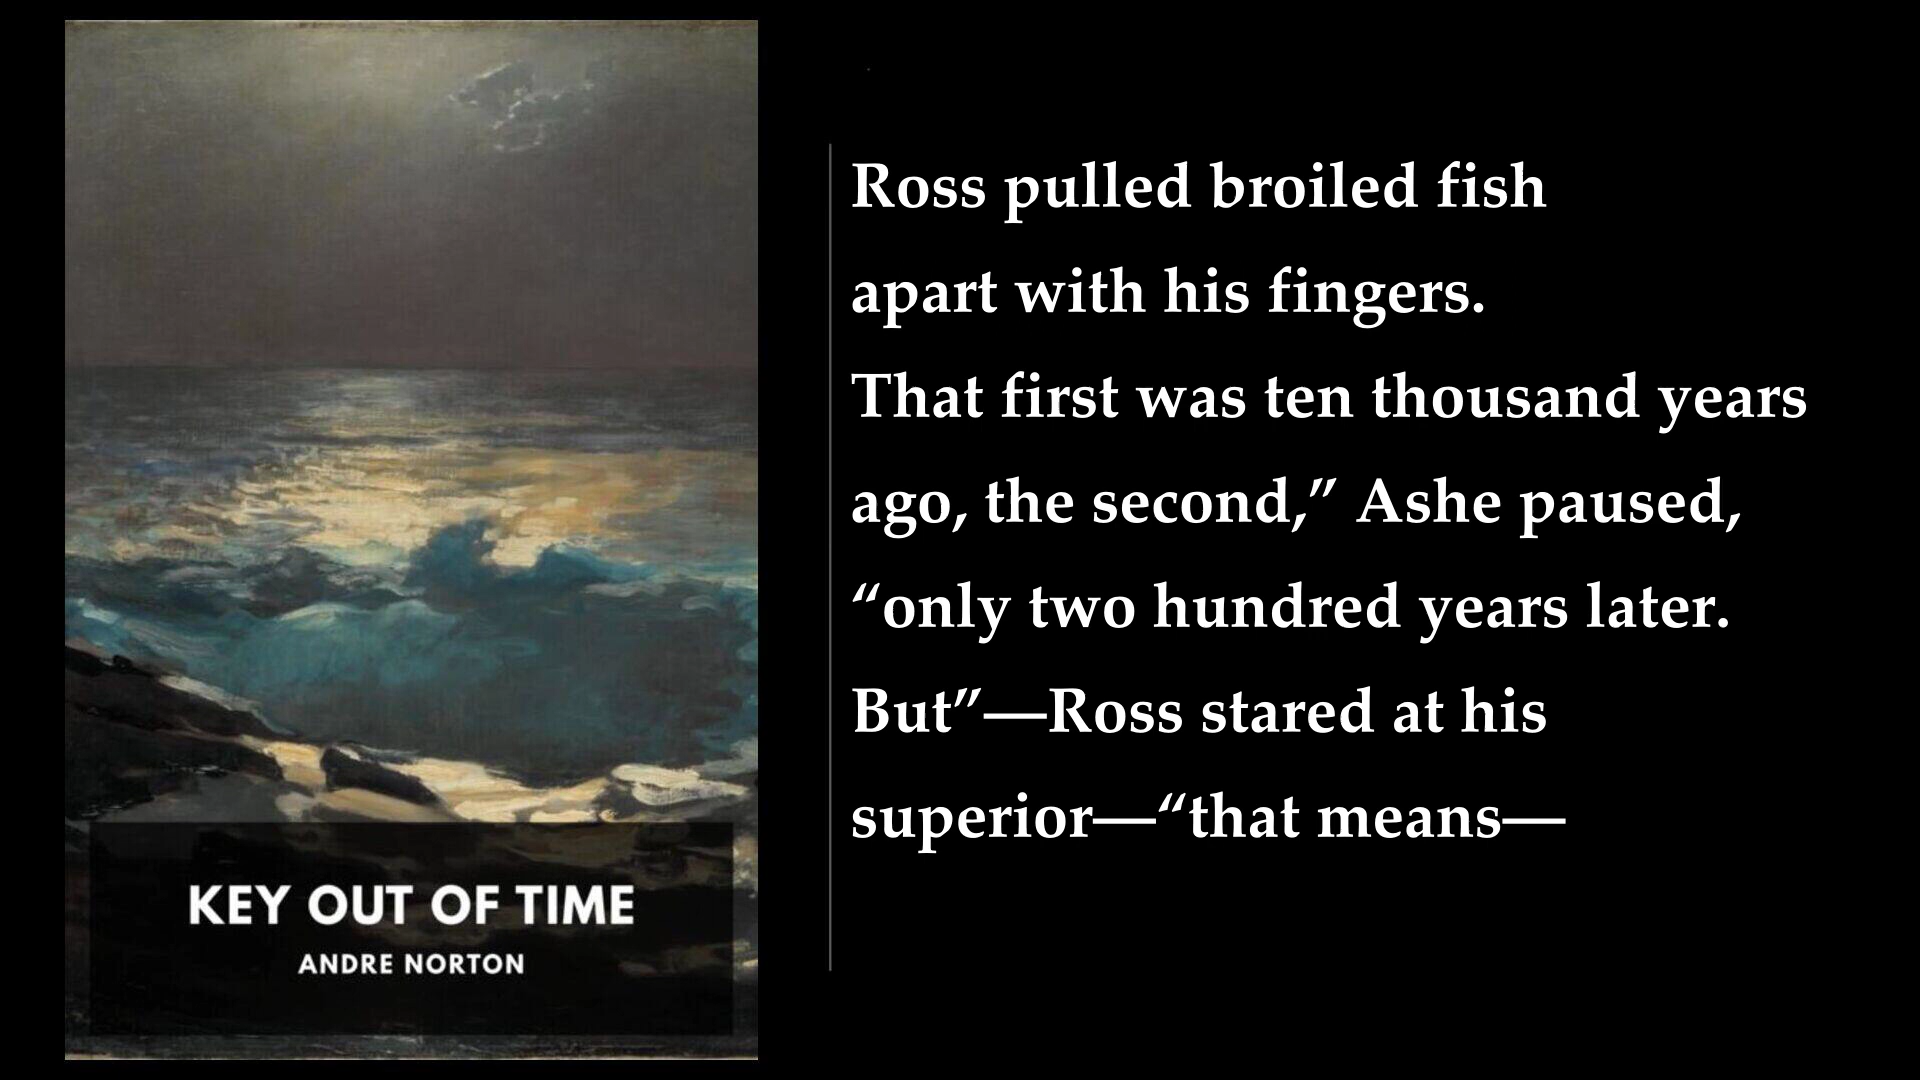 Ross pulled broiled fish
apart with his fingers.
That first was ten thousand years
ago, the second,” Ashe paused,
“only two hundred years later.
But”—Ross stared at his
superior—“that means—
KEY OUT OF TIME
ANDRE NORTON